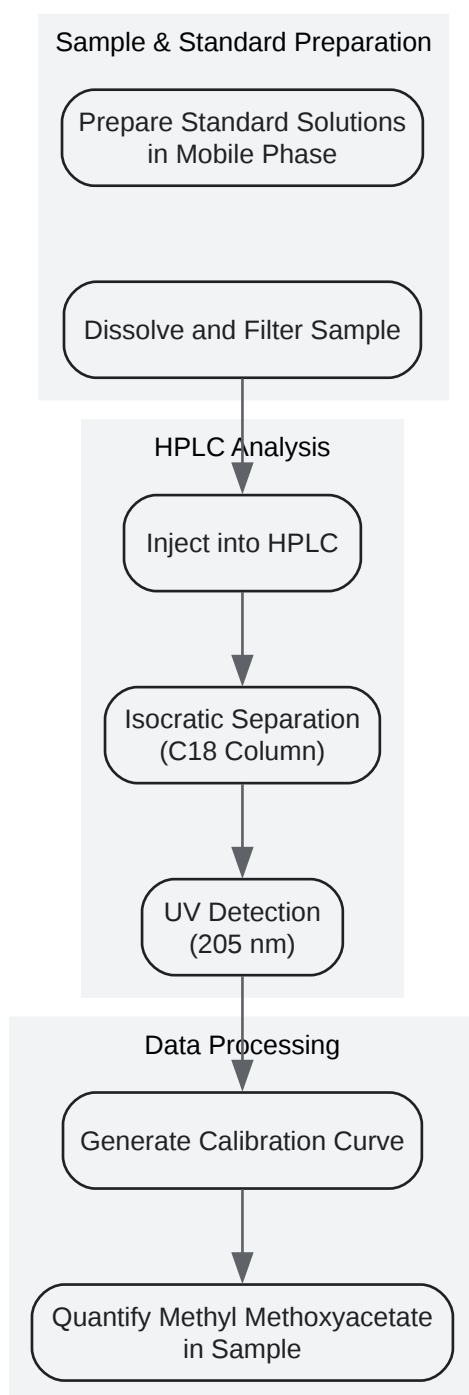 Sample & Standard Preparation
Prepare Standard Solutions
in Mobile Phase
Dissolve and Filter Sample
HPLC Analysis
Inject into HPLC
Isocratic Separation
(C18 Column)
UV Detection
(205 nm)
Data Processing
Generate Calibration Curve
Quantify Methyl Methoxyacetate
in Sample